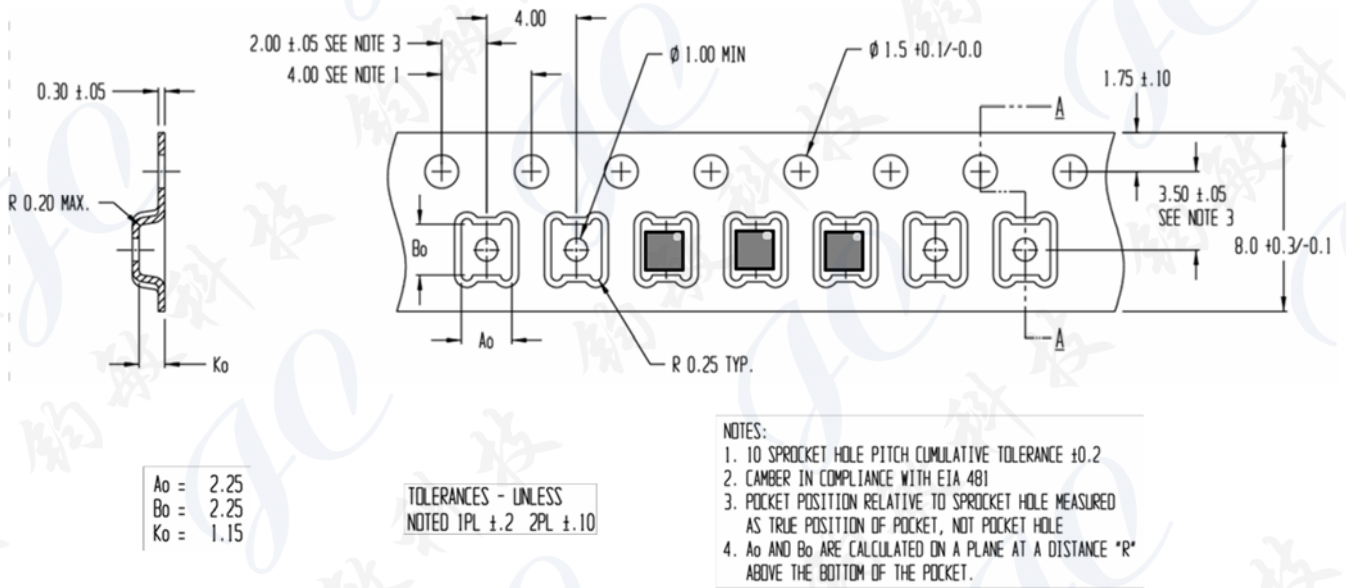 4.00
2.00 ±.05 SEE NOTE 3
4.00 SEE NOTE 1
Ø 1.00 MIN
Ø 1.5 +0.1/-0.0
0.30 ±.05
1.75 ±.10
A
R 0.20 MAX.
3.50 ±.05
SEE NOTE 3
Bo
8.0 +0.3/-0.1
Ao
A
Ko
R 0.25 TYP.
Ao = 2.25
Bo = 2.25
Ko = 1.15
TOLERANCES - UNLESS
NOTED 1PL ±.2 2PL ±.10
NOTES:
1. 10 SPROCKET HOLE PITCH CUMULATIVE TOLERANCE ±0.2
2. CAMBER IN COMPLIANCE WITH EIA 481
3. POCKET POSITION RELATIVE TO SPROCKET HOLE MEASURED
AS TRUE POSITION OF POCKET, NOT POCKET HOLE
4. Ao AND Bo ARE CALCULATED ON A PLANE AT A DISTANCE "R"
ABOVE THE BOTTOM OF THE POCKET.